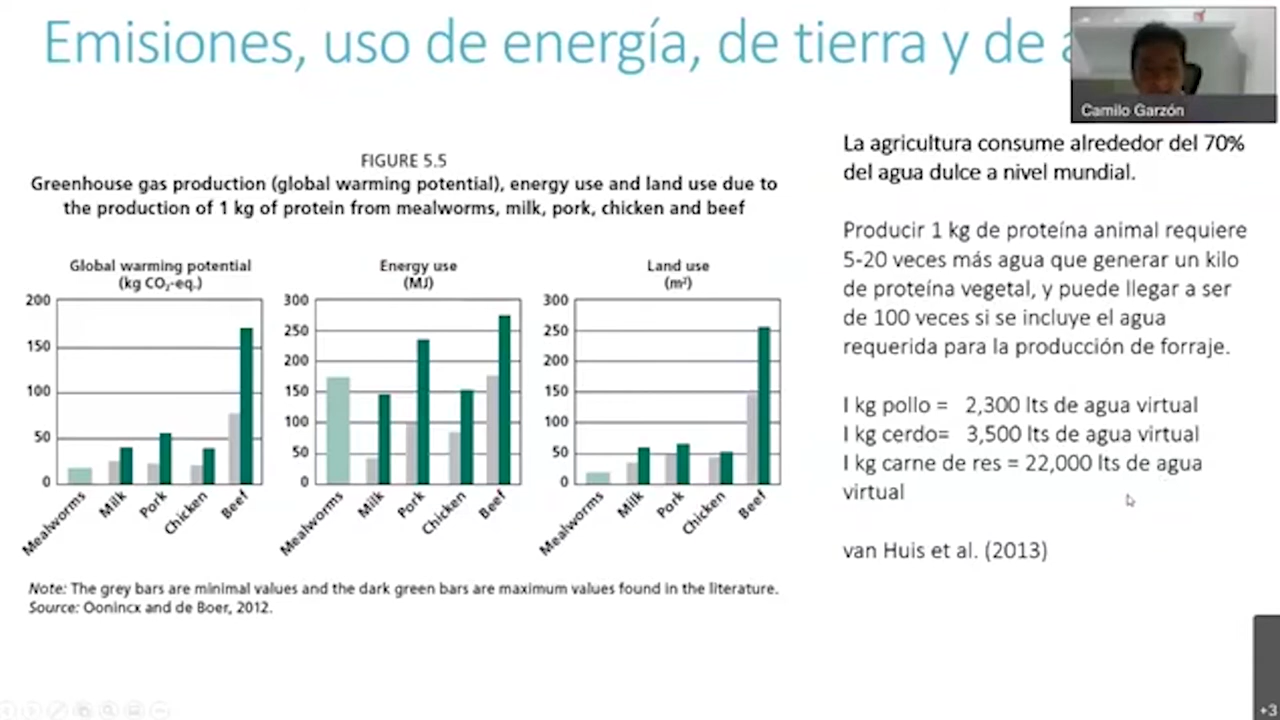 Emisiones, uso de energía, de tierra y de
Camilo Garzón
FIGURE 5.5
Greenhouse gas production (global warming potential), energy use and land use due to
the production of 1 kg of protein from mealworms, milk, pork, chicken and beef
Global warming potential
(kg CO₂-eq.)
200
150
100
50
0
Mealworms
Milk
Pork
Chicken
Beef
Energy use
(MJ)
300
250
200
150
100
50
0
Mealworms
Milk
Pork
Chicken
Beef
Land use
(m²)
300
250
200
150
100
50
0
Mealworms
Milk
Pork
Chicken
Beef
Note: The grey bars are minimal values and the dark green bars are maximum values found in the literature.
Source: Oonincx and de Boer, 2012.
La agricultura consume alrededor del 70%
del agua dulce a nivel mundial.
Producir 1 kg de proteína animal requiere
5-20 veces más agua que generar un kilo
de proteína vegetal, y puede llegar a ser
de 100 veces si se incluye el agua
requerida para la producción de forraje.
I kg pollo = 2,300 lts de agua virtual
I kg cerdo= 3,500 lts de agua virtual
I kg carne de res = 22,000 lts de agua
virtual
van Huis et al. (2013)
+3